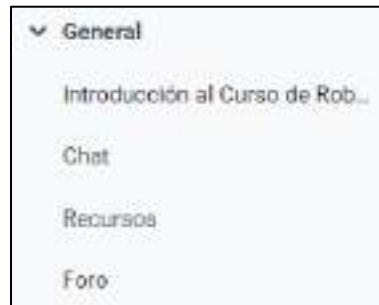 General
Introducción al Curso de Rob...
Chat
Recursos
Foro